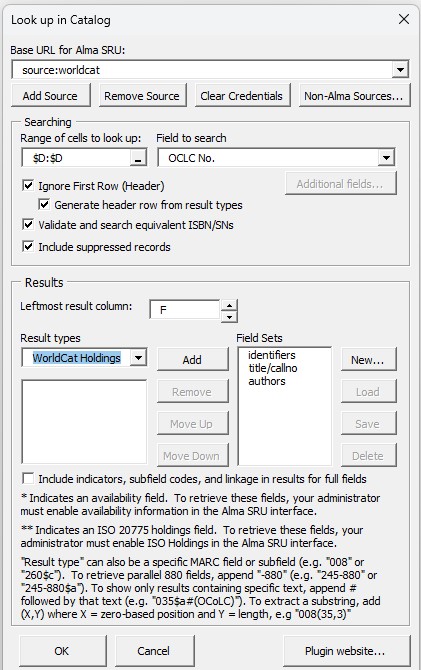 Look up in Catalog
Base URL for Alma SRU:
source:worldcat
Add Source Remove Source Clear Credentials Non-Alma Sources...
Searching
Range of cells to look up: Field to search
$D:$D OCLC No.
Ignore First Row (Header) Additional fields...
Generate header row from result types
Validate and search equivalent ISBN/SNs
Include suppressed records
Results
Leftmost result column: F
Result types Field Sets
WorldCat Holdings Add identifiers New...
title/callno
authors
Remove Load
Move Up Save
Move Down Delete
Include indicators, subfield codes, and linkage in results for full fields
* Indicates an availability field. To retrieve these fields, your administrator
must enable availability information in the Alma SRU interface.
** Indicates an ISO 20775 holdings field. To retrieve these fields, your
administrator must enable ISO Holdings in the Alma SRU interface.
"Result type" can also be a specific MARC field or subfield (e.g. "008" or
"260$c"). To retrieve parallel 880 fields, append "-880" (e.g. "245-880" or
"245-880$a"). To show only results containing specific text, append #
followed by that text (e.g. "035$a#(OCoLC)"). To extract a substring, add
(X,Y) where X = zero-based position and Y = length, e.g "008(35,3)"
OK Cancel Plugin website...